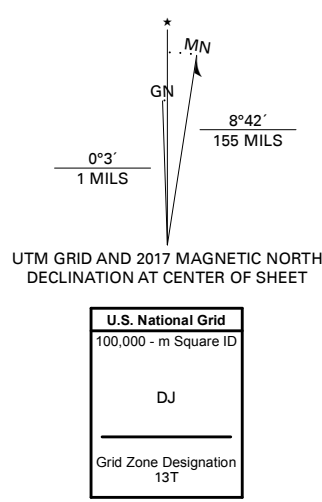 MN
GN
8°42´
155 MILS
0°3´
1 MILS
UTM GRID AND 2017 MAGNETIC NORTH
DECLINATION AT CENTER OF SHEET
U.S. National Grid
100,000 - m Square ID
DJ
Grid Zone Designation
13T